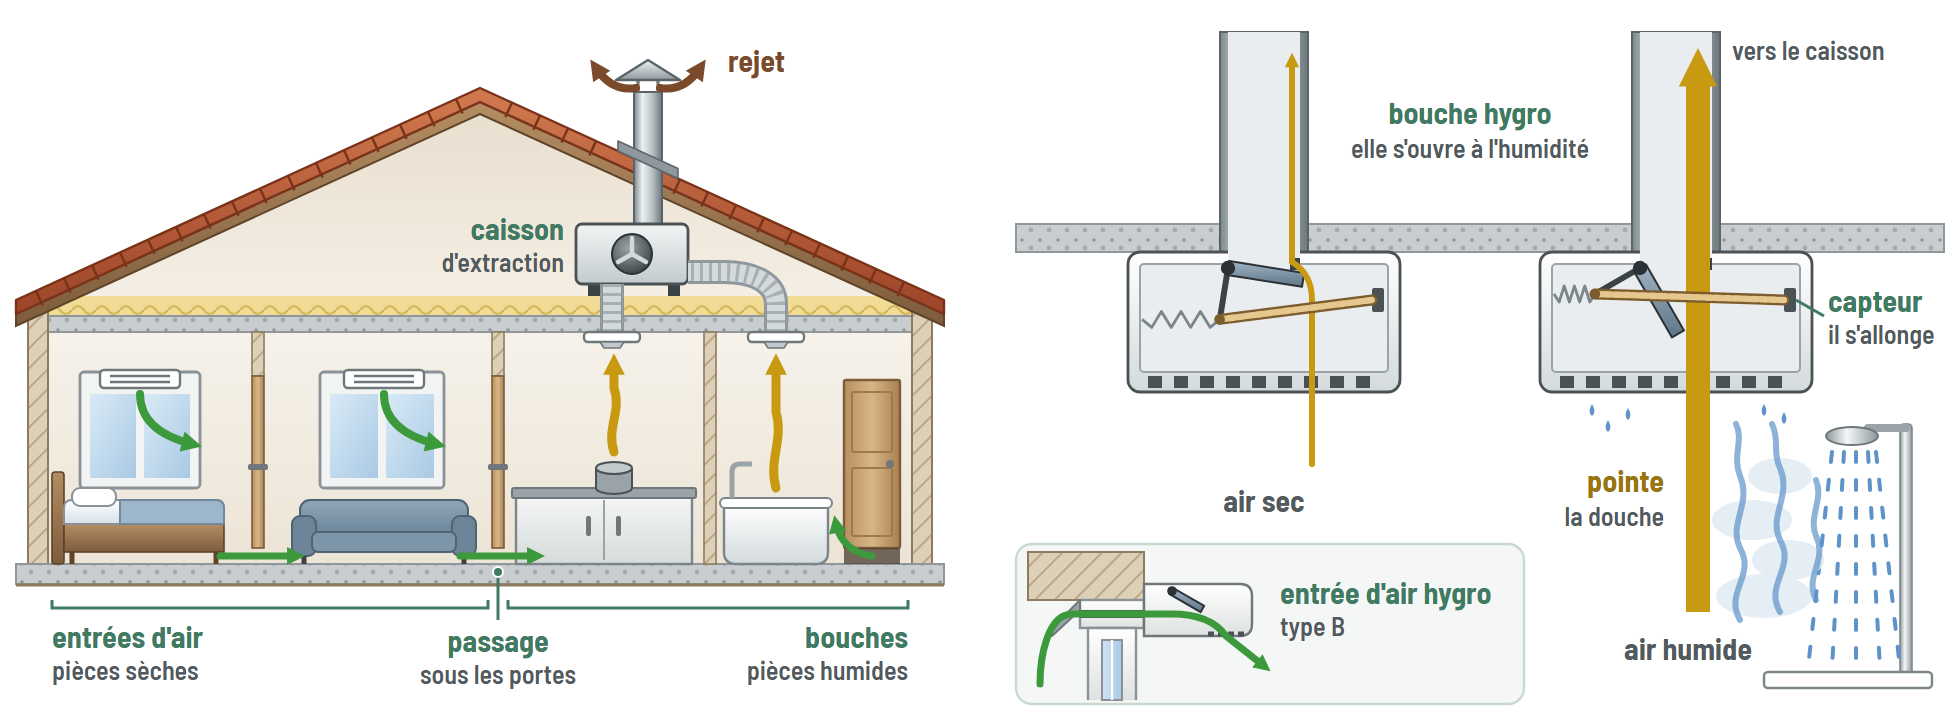 rejet
caisson
d'extraction
entrées d'air
pièces sèches
passage
sous les portes
bouches
pièces humides
vers le caisson
bouche hygro
elle s'ouvre à l'humidité
capteur
il s'allonge
air sec
pointe
la douche
entrée d'air hygro
type B
air humide